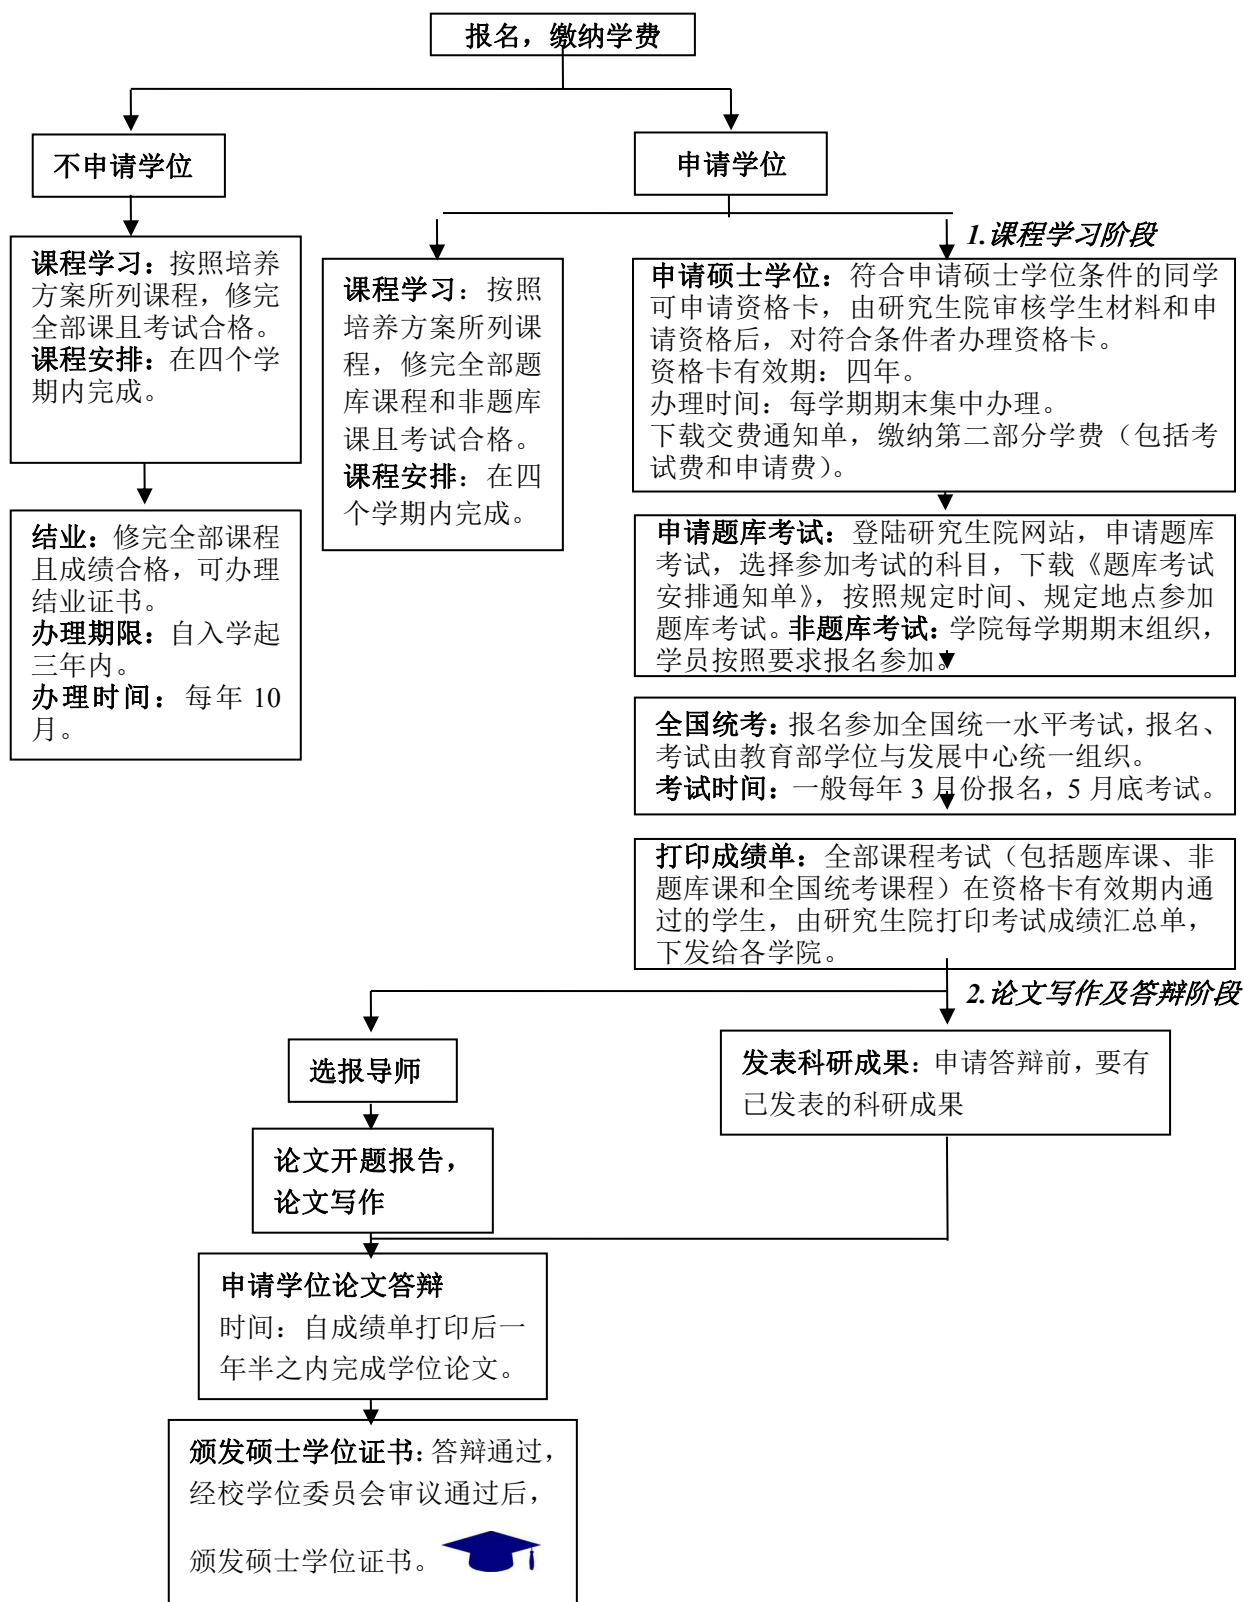 报名，缴纳学费
不申请学位
申请学位
课程学习：按照培养
方案所列课程，修完
全部课且考试合格。
课程安排：在四个学
期内完成。
结业：修完全部课程
且成绩合格，可办理
结业证书。
办理期限：自入学起
三年内。
办理时间：每年 10
月。
课程学习：按照
培养方案所列课
程，修完全部题
库课程和非题库
课且考试合格。
课程安排：在四
个学期内完成。
1.课程学习阶段
申请硕士学位：符合申请硕士学位条件的同学
可申请资格卡，由研究生院审核学生材料和申
请资格后，对符合条件者办理资格卡。
资格卡有效期：四年。
办理时间：每学期期末集中办理。
下载交费通知单，缴纳第二部分学费（包括考
试费和申请费）。
申请题库考试：登陆研究生院网站，申请题库
考试，选择参加考试的科目，下载《题库考试
安排通知单》，按照规定时间、规定地点参加
题库考试。非题库考试：学院每学期期末组织，
学员按照要求报名参加。
全国统考：报名参加全国统一水平考试，报名、
考试由教育部学位与发展中心统一组织。
考试时间：一般每年 3 月份报名，5 月底考试。
打印成绩单：全部课程考试（包括题库课、非
题库课和全国统考课程）在资格卡有效期内通
过的学生，由研究生院打印考试成绩汇总单，
下发给各学院。
2.论文写作及答辩阶段
选报导师
发表科研成果：申请答辩前，要有
已发表的科研成果
论文开题报告，
论文写作
申请学位论文答辩
时间：自成绩单打印后一
年半之内完成学位论文。
颁发硕士学位证书：答辩通过，
经校学位委员会审议通过后，
颁发硕士学位证书。